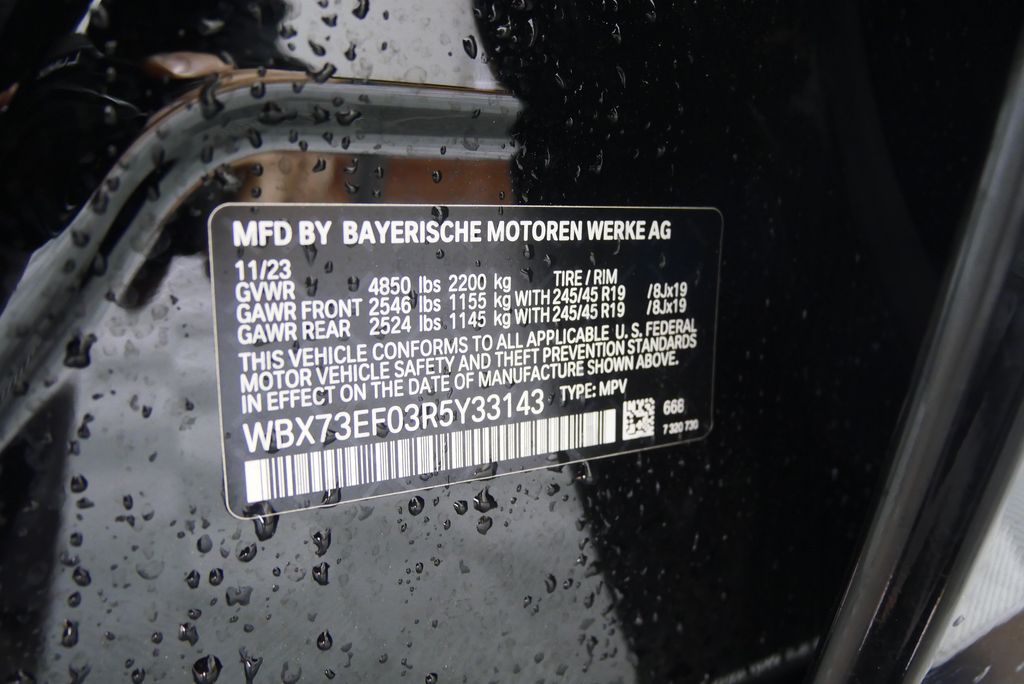 MFD BY BAYERISCHE MOTOREN WERKE AG
11/23 TIRE / RIM
GVWR 4850 lbs 2200 kg
GAWR FRONT 2546 lbs 1155 kg WITH 245/45 R19 /8Jx19
GAWR REAR 2524 lbs 1145 kg WITH 245/45 R19 /8Jx19
THIS VEHICLE CONFORMS TO ALL APPLICABLE U. S. FEDERAL
MOTOR VEHICLE SAFETY AND THEFT PREVENTION STANDARDS
IN EFFECT ON THE DATE OF MANUFACTURE SHOWN ABOVE.
WBX73EF03R5Y33143 TYPE: MPV
668
7 320 730